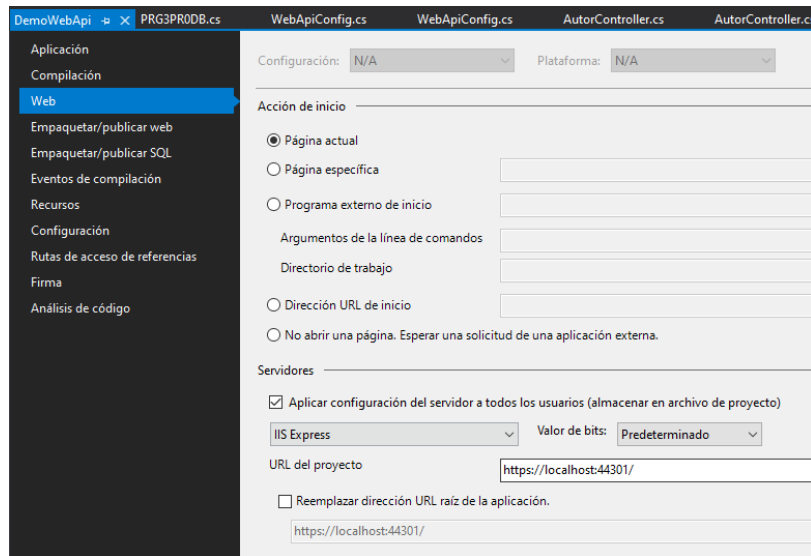 DemoWebApi PRG3PR0DB.cs WebApiConfig.cs WebApiConfig.cs AutorController.cs AutorController.cs
Aplicación
Compilación
Web
Empaquetar/publicar web
Empaquetar/publicar SQL
Eventos de compilación
Recursos
Configuración
Rutas de acceso de referencias
Firma
Análisis de código
Configuración: N/A Plataforma: N/A
Acción de inicio
Página actual
Página específica
Programa externo de inicio
Argumentos de la línea de comandos
Directorio de trabajo
Dirección URL de inicio
No abrir una página. Esperar una solicitud de una aplicación externa.
Servidores
Aplicar configuración del servidor a todos los usuarios (almacenar en archivo de proyecto)
IIS Express Valor de bits: Predeterminado
URL del proyecto https://localhost:44301/
Reemplazar dirección URL raíz de la aplicación.
https://localhost:44301/